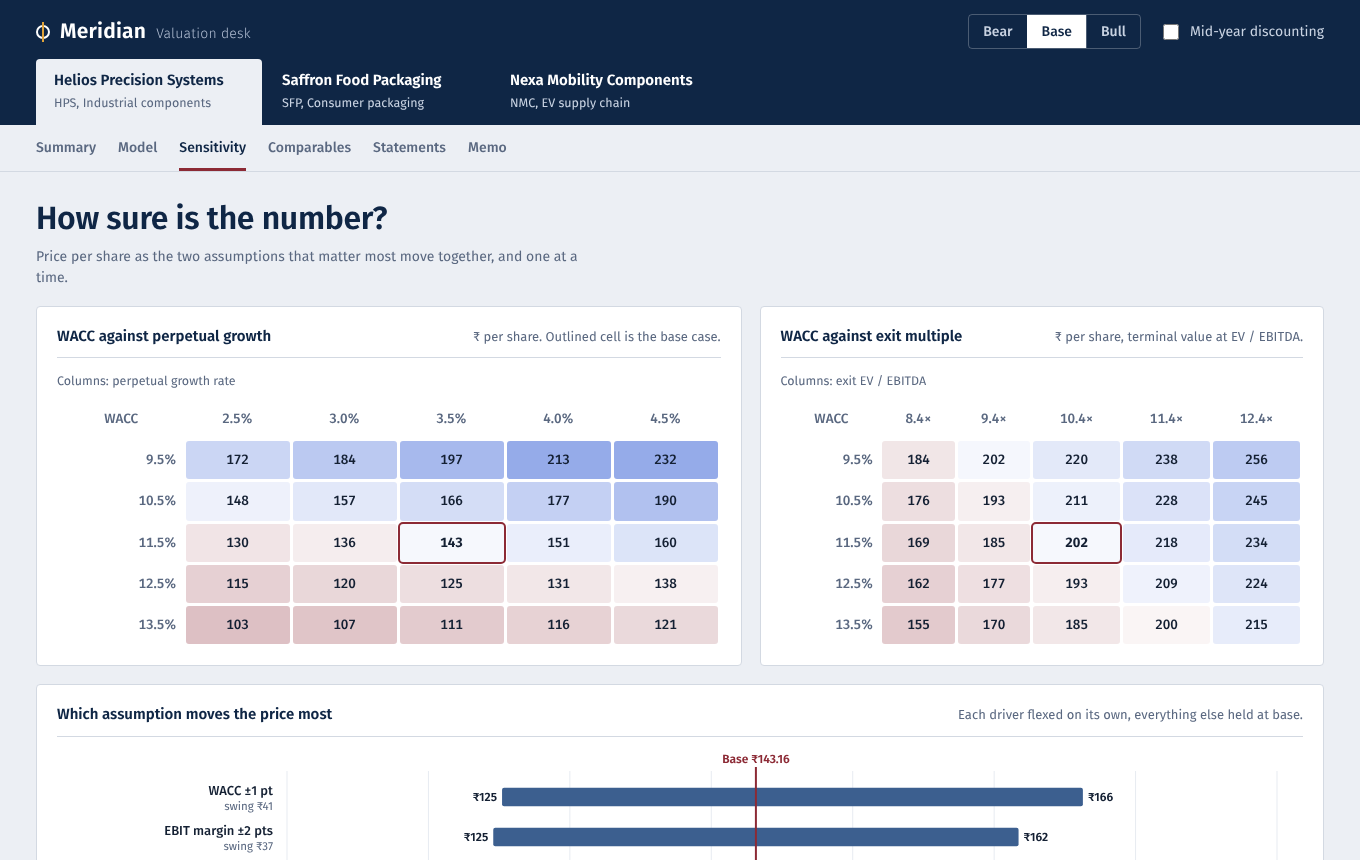 Meridian Valuation desk
Bear Base Bull Mid-year discounting
Helios Precision Systems
HPS, Industrial components
Saffron Food Packaging
SFP, Consumer packaging
Nexa Mobility Components
NMC, EV supply chain
Summary Model Sensitivity Comparables Statements Memo
How sure is the number?
Price per share as the two assumptions that matter most move together, and one at a
time.
WACC against perpetual growth ₹ per share. Outlined cell is the base case.
Columns: perpetual growth rate
WACC 2.5% 3.0% 3.5% 4.0% 4.5%
9.5% 172 184 197 213 232
10.5% 148 157 166 177 190
11.5% 130 136 143 151 160
12.5% 115 120 125 131 138
13.5% 103 107 111 116 121
WACC against exit multiple ₹ per share, terminal value at EV / EBITDA.
Columns: exit EV / EBITDA
WACC 8.4× 9.4× 10.4× 11.4× 12.4×
9.5% 184 202 220 238 256
10.5% 176 193 211 228 245
11.5% 169 185 202 218 234
12.5% 162 177 193 209 224
13.5% 155 170 185 200 215
Which assumption moves the price most Each driver flexed on its own, everything else held at base.
Base ₹143.16
WACC ±1 pt ₹125 ₹166
swing ₹41
EBIT margin ±2 pts ₹125 ₹162
swing ₹37